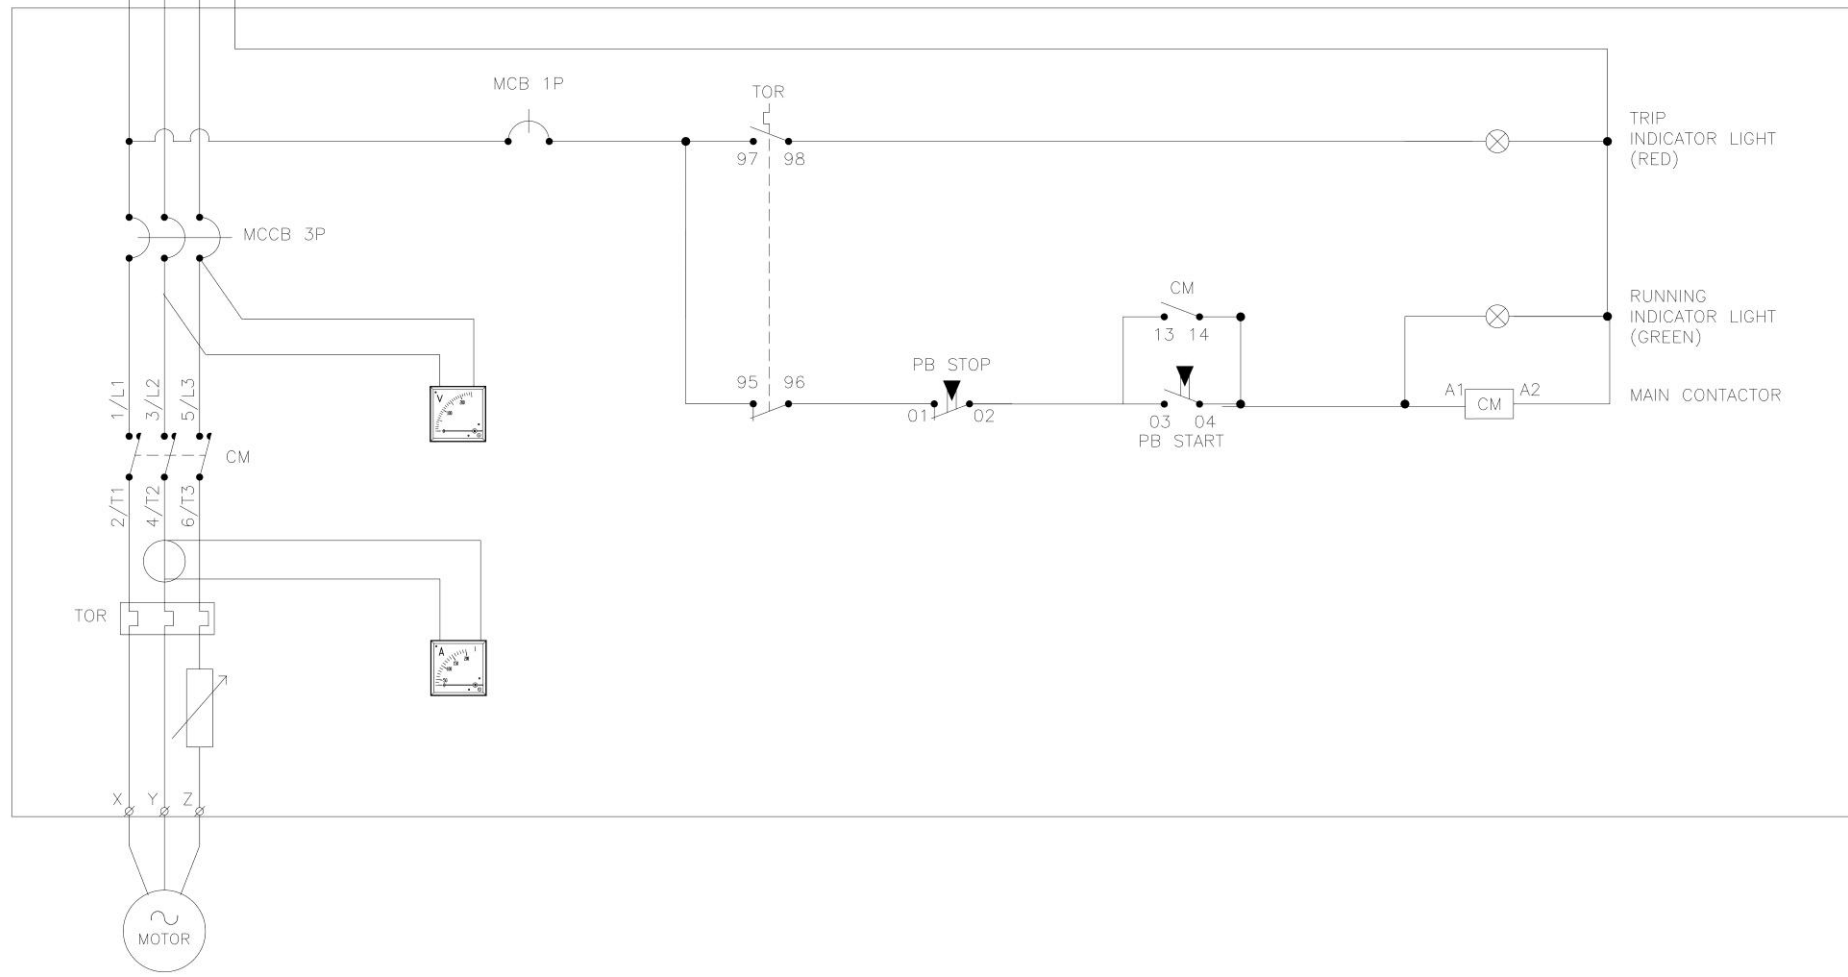 MCB 1P
TOR
97 98
TRIP
INDICATOR LIGHT
(RED)
MCCB 3P
CM
13 14
RUNNING
INDICATOR LIGHT
(GREEN)
PB STOP
95 96
01 02
03 04
PB START
A1 A2
CM
MAIN CONTACTOR
1/L1
3/L2
5/L3
V
CM
2/T1
4/T2
6/T3
TOR
A
X Y Z
MOTOR